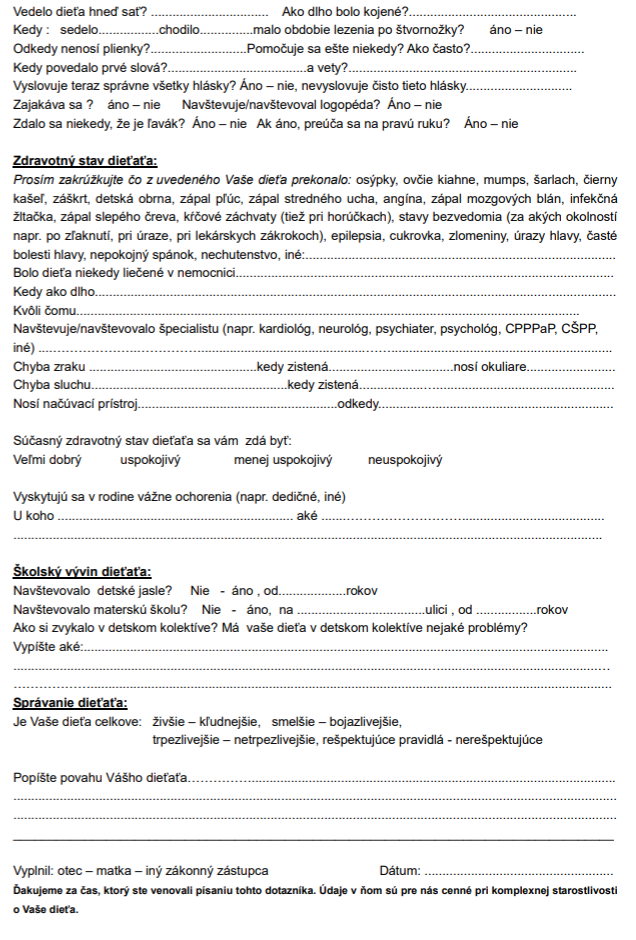 Vedelo dieťa hneď sať? ................................. Ako dlho bolo kojené?...............................................
Kedy : sedelo.................chodilo...............malo obdobie lezenia po štvornožky? áno – nie
Odkedy nenosí plienky?...........................Pomočuje sa ešte niekedy? Ako často?................................
Kedy povedalo prvé slová?.......................................a vety?................................................................
Vyslovuje teraz správne všetky hlásky? Áno – nie, nevyslovuje čisto tieto hlásky..............................
Zajakáva sa ? áno – nie Navštevuje/navštevoval logopéda? Áno – nie
Zdalo sa niekedy, že je ľavák? Áno – nie Ak áno, preúča sa na pravú ruku? Áno – nie
Zdravotný stav dieťaťa:
Prosím zakrúžkujte čo z uvedeného Vaše dieťa prekonalo: osýpky, ovčie kiahne, mumps, šarlach, čierny
kašeľ, záškrt, detská obrna, zápal pľúc, zápal stredného ucha, angína, zápal mozgových blán, infekčná
žltačka, zápal slepého čreva, kŕčové záchvaty (tiež pri horúčkach), stavy bezvedomia (za akých okolností
napr. po zľaknutí, pri úraze, pri lekárskych zákrokoch), epilepsia, cukrovka, zlomeniny, úrazy hlavy, časté
bolesti hlavy, nepokojný spánok, nechutenstvo, iné:.......................................................................................
Bolo dieťa niekedy liečené v nemocnici..........................................................................................................
Kedy ako dlho..................................................................................................................................................
Kvôli čomu.............................................................................................................................................
Navštevuje/navštevovalo špecialistu (napr. kardiológ, neurológ, psychiater, psychológ, CPPPaP, CŠPP,
iné) ................................................................................................................................................................
Chyba zraku ...............................................kedy zistená...................................nosí okuliare.........................
Chyba sluchu.......................................................kedy zistená........................................................................
Nosí načúvací prístroj........................................................odkedy..................................................................
Súčasný zdravotný stav dieťaťa sa vám zdá byť:
Veľmi dobrý uspokojivý menej uspokojivý neuspokojivý
Vyskytujú sa v rodine vážne ochorenia (napr. dedičné, iné)
U koho .................................................................. aké ...............................................................................
.....................................................................................................................................................................
Školský vývin dieťaťa:
Navštevovalo detské jasle? Nie - áno , od...................rokov
Navštevovalo materskú školu? Nie - áno, na ....................................ulici , od .................rokov
Ako si zvykalo v detskom kolektíve? Má vaše dieťa v detskom kolektíve nejaké problémy?
Vypíšte aké:...................................................................................................................................................
.......................................................................................................................................................................
.......................................................................................................................................................................
Správanie dieťaťa:
Je Vaše dieťa celkove: živšie – kľudnejšie, smelšie – bojazlivejšie,
trpezlivejšie – netrpezlivejšie, rešpektujúce pravidlá - nerešpektujúce
Popíšte povahu Vášho dieťaťa........................................................................................................................
.........................................................................................................................................................................
.........................................................................................................................................................................
Vyplnil: otec – matka – iný zákonný zástupca Dátum: .....................................................
Ďakujeme za čas, ktorý ste venovali písaniu tohto dotazníka. Údaje v ňom sú pre nás cenné pri komplexnej starostlivosti
o Vaše dieťa.